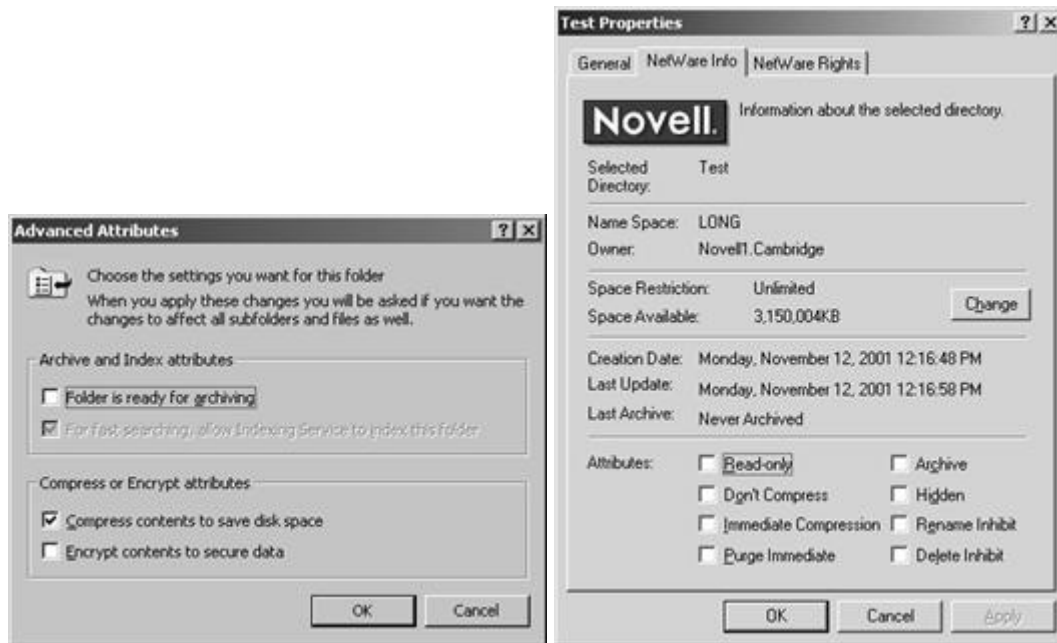 Advanced Attributes
Choose the settings you want for this folder
When you apply these changes you will be asked if you want the
changes to affect all subfolders and files as well.
Archive and Index attributes
Folder is ready for archiving
For fast searching, allow Indexing Service to index this folder
Compress or Encrypt attributes
Compress contents to save disk space
Encrypt contents to secure data
OK Cancel
Test Properties
General NetWare Info NetWare Rights
Novell. Information about the selected directory.
Selected Test
Directory:
Name Space: LONG
Owner: Novell1.Cambridge
Space Restriction: Unlimited
Space Available: 3,150,004KB
Change
Creation Date: Monday, November 12, 2001 12:16:48 PM
Last Update: Monday, November 12, 2001 12:16:58 PM
Last Archive: Never Archived
Attributes: Read-only Archive
Don't Compress Hidden
Immediate Compression Rename Inhibit
Purge Immediate Delete Inhibit
OK Cancel Apply